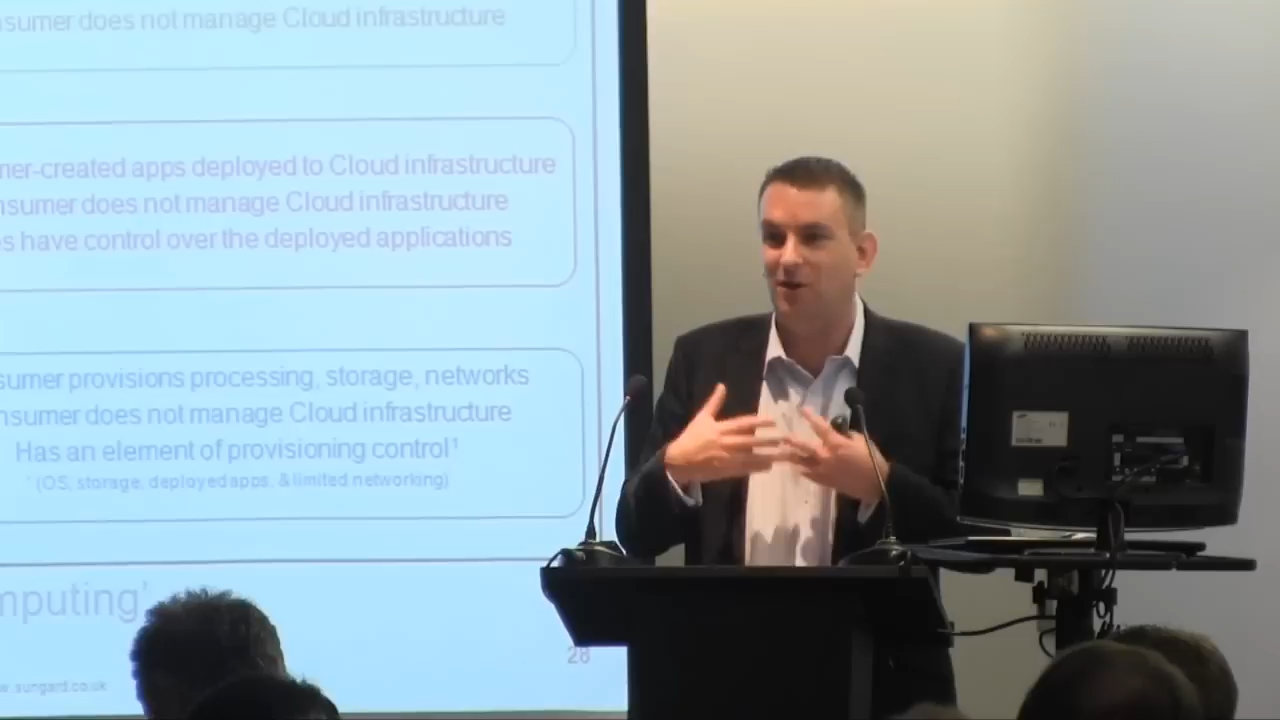 nsumer does not manage Cloud infrastructure
mer-created apps deployed to Cloud infrastructure
nsumer does not manage Cloud infrastructure
s have control over the deployed applications
sumer provisions processing, storage, networks
nsumer does not manage Cloud infrastructure
Has an element of provisioning control¹
¹ (OS, storage, deployed apps, & limited networking)
mputing'
28
w.sungard.co.uk